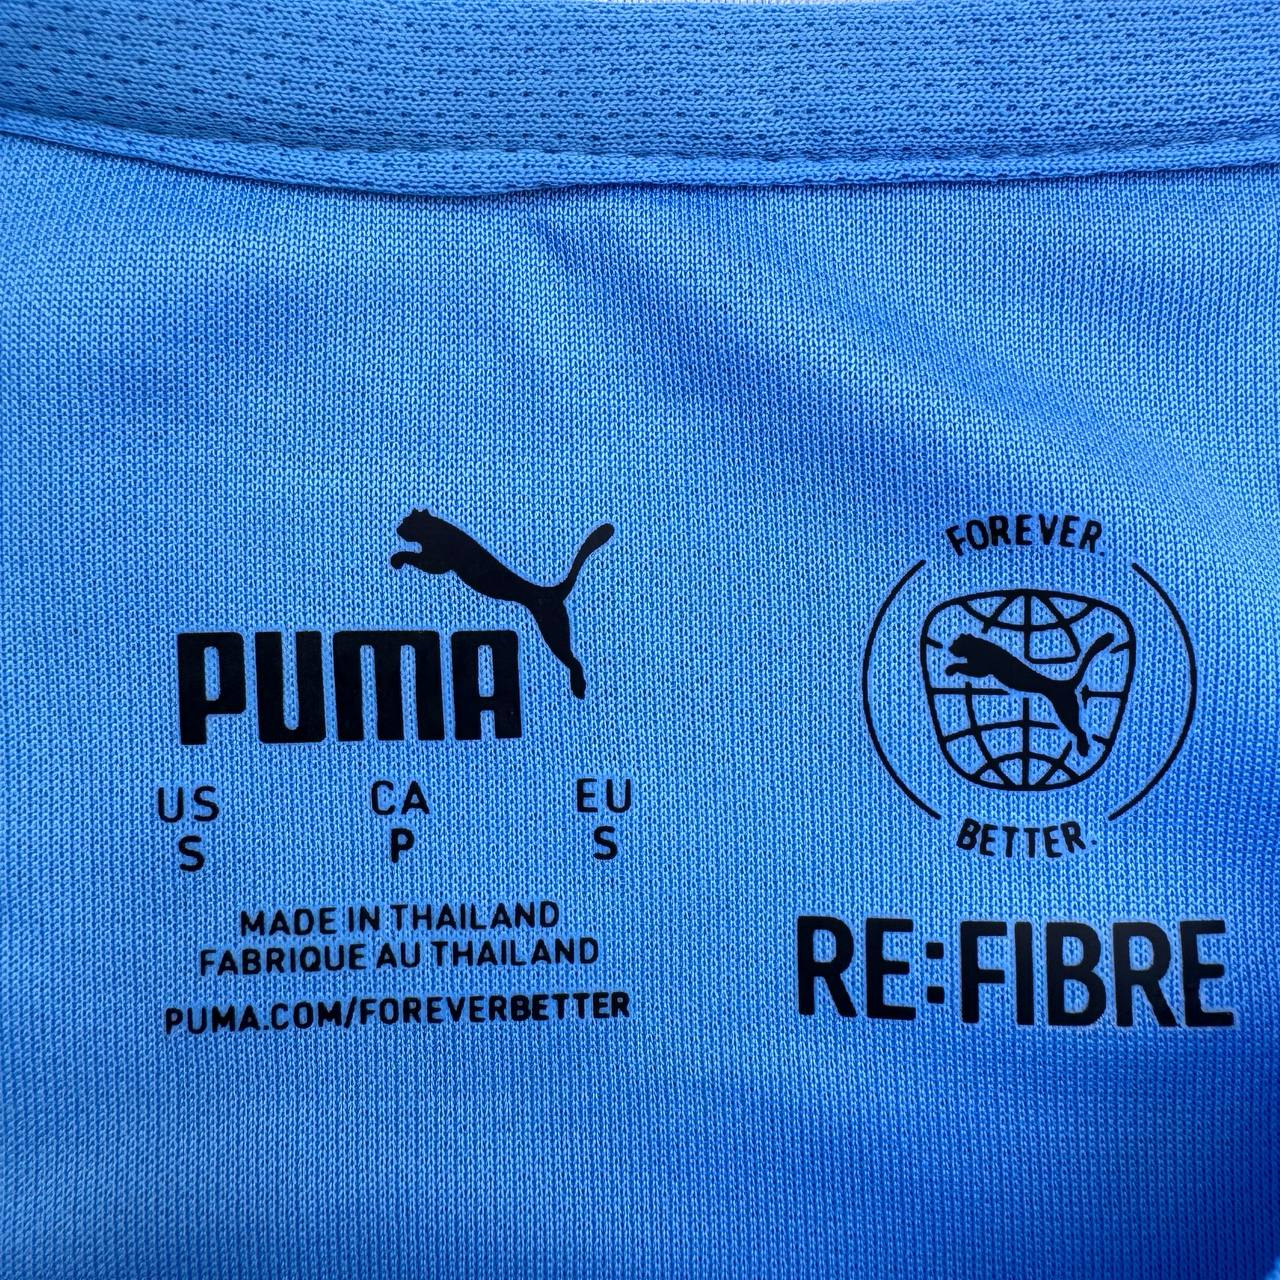 PUMA
US CA EU
S P S
MADE IN THAILAND
FABRIQUE AU THAILAND
PUMA.COM/FOREVERBETTER
FOREVER.
BETTER.
RE:FIBRE